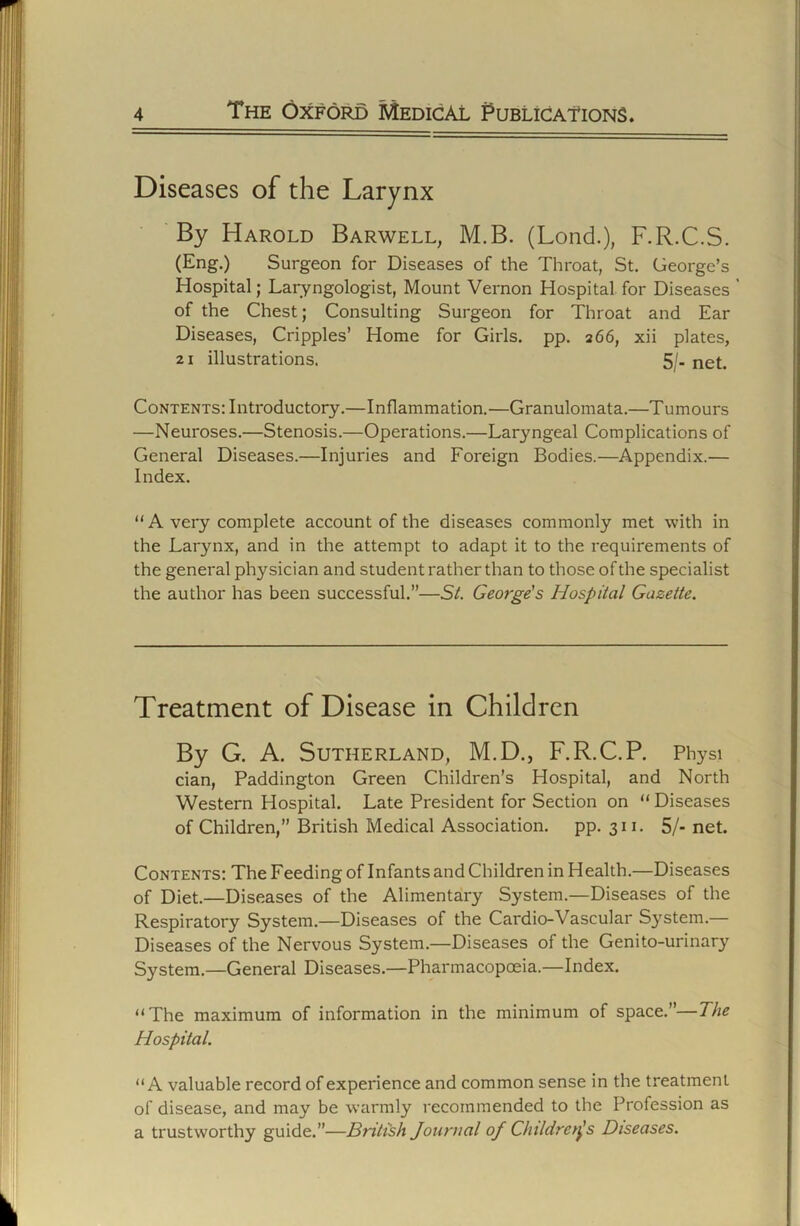 4 The Oxford Medical Publications.
Diseases of the Larynx
By Harold Barwell, M.B. (Lond.), F.R.C.S.
(Eng.) Surgeon for Diseases of the Throat, St. George's
Hospital; Laryngologist, Mount Vernon Hospital for Diseases
of the Chest; Consulting Surgeon for Throat and Ear
Diseases, Cripples' Home for Girls. pp. 266, xii plates,
21 illustrations. 5/- net.
Contents: Introductory.—Inflammation.—Granulomata.—Tumours
—Neuroses.—Stenosis.—Operations.—Laryngeal Complications of
General Diseases.—Injuries and Foreign Bodies.—Appendix.—
Index.
"A very complete account of the diseases commonly met with in
the Larynx, and in the attempt to adapt it to the requirements of
the general physician and student rather than to those of the specialist
the author has been successful."—St. George's Hospital Gazette.
Treatment of Disease in Children
By G. A. Sutherland, M.D., F.R.C.P. Physi
cian, Paddington Green Children's Hospital, and North
Western Hospital. Late President for Section on "Diseases
of Children," British Medical Association. pp. 311. 5/- net.
Contents: The Feeding of Infants and Children in Health.—Diseases
of Diet.—Diseases of the Alimentary System.—Diseases of the
Respiratory System.—Diseases of the Cardio-Vascular System.—
Diseases of the Nervous System.—Diseases of the Genito-urinary
System.—General Diseases.—Pharmacopœia.—Index.
"The maximum of information in the minimum of space."—The
Hospital.
"A valuable record of experience and common sense in the treatment
of disease, and may be warmly recommended to the Profession as
a trustworthy guide."—British Journal of Children's Diseases.